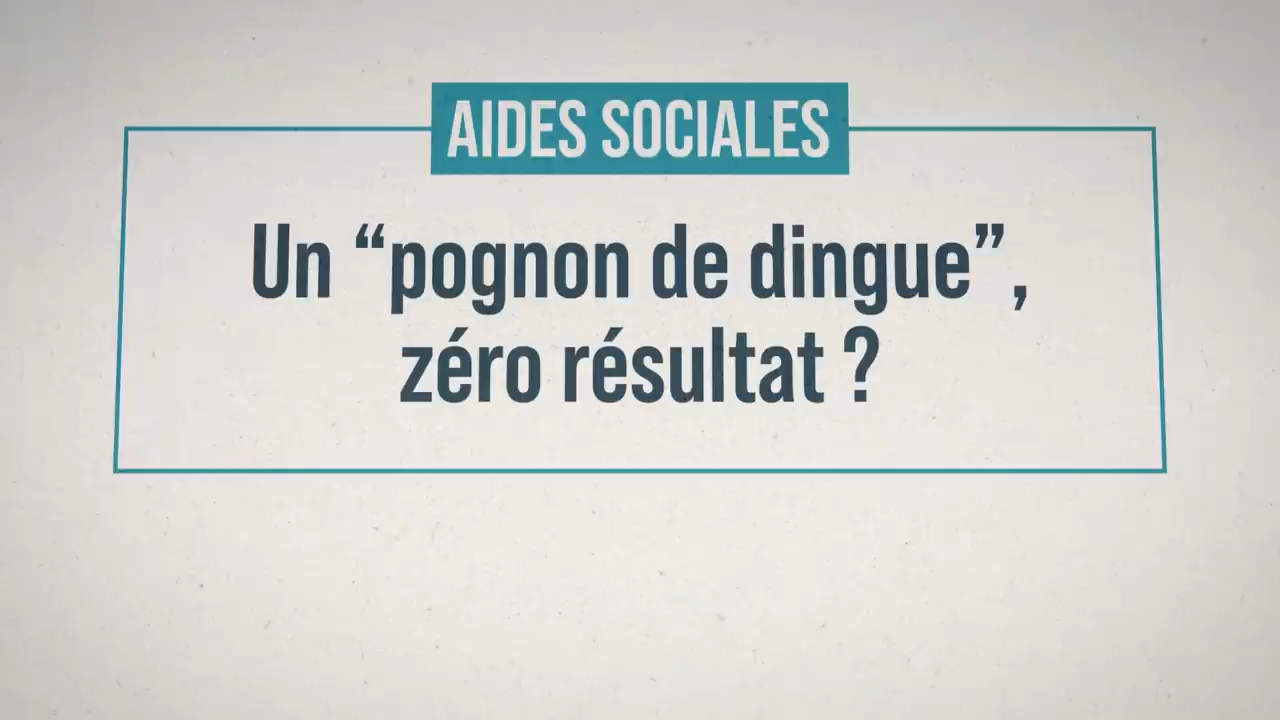 AIDES SOCIALES
Un “pognon de dingue”,
zéro résultat ?